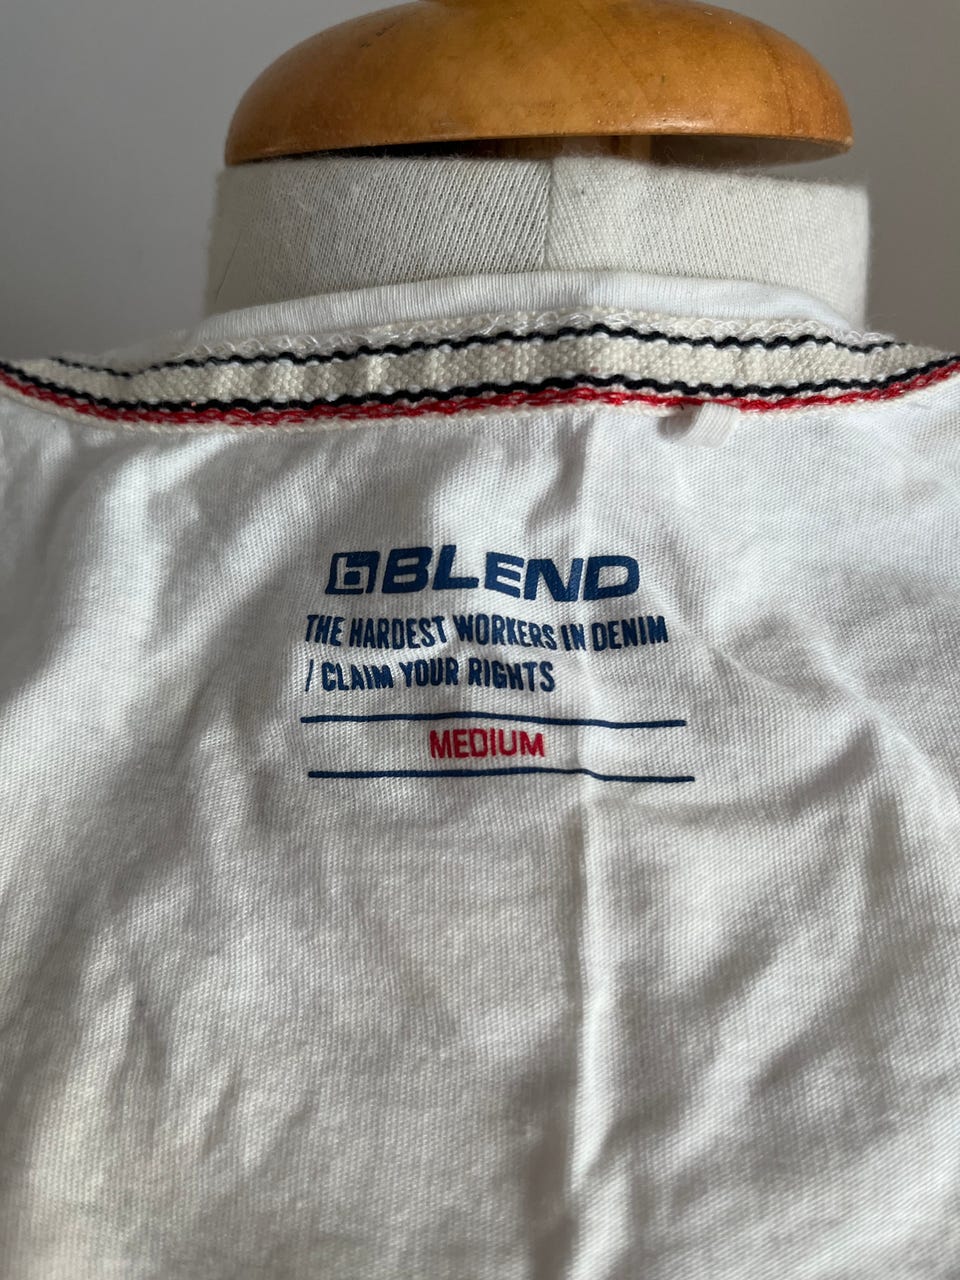 b BLEND
THE HARDEST WORKERS IN DENIM
/ CLAIM YOUR RIGHTS
MEDIUM